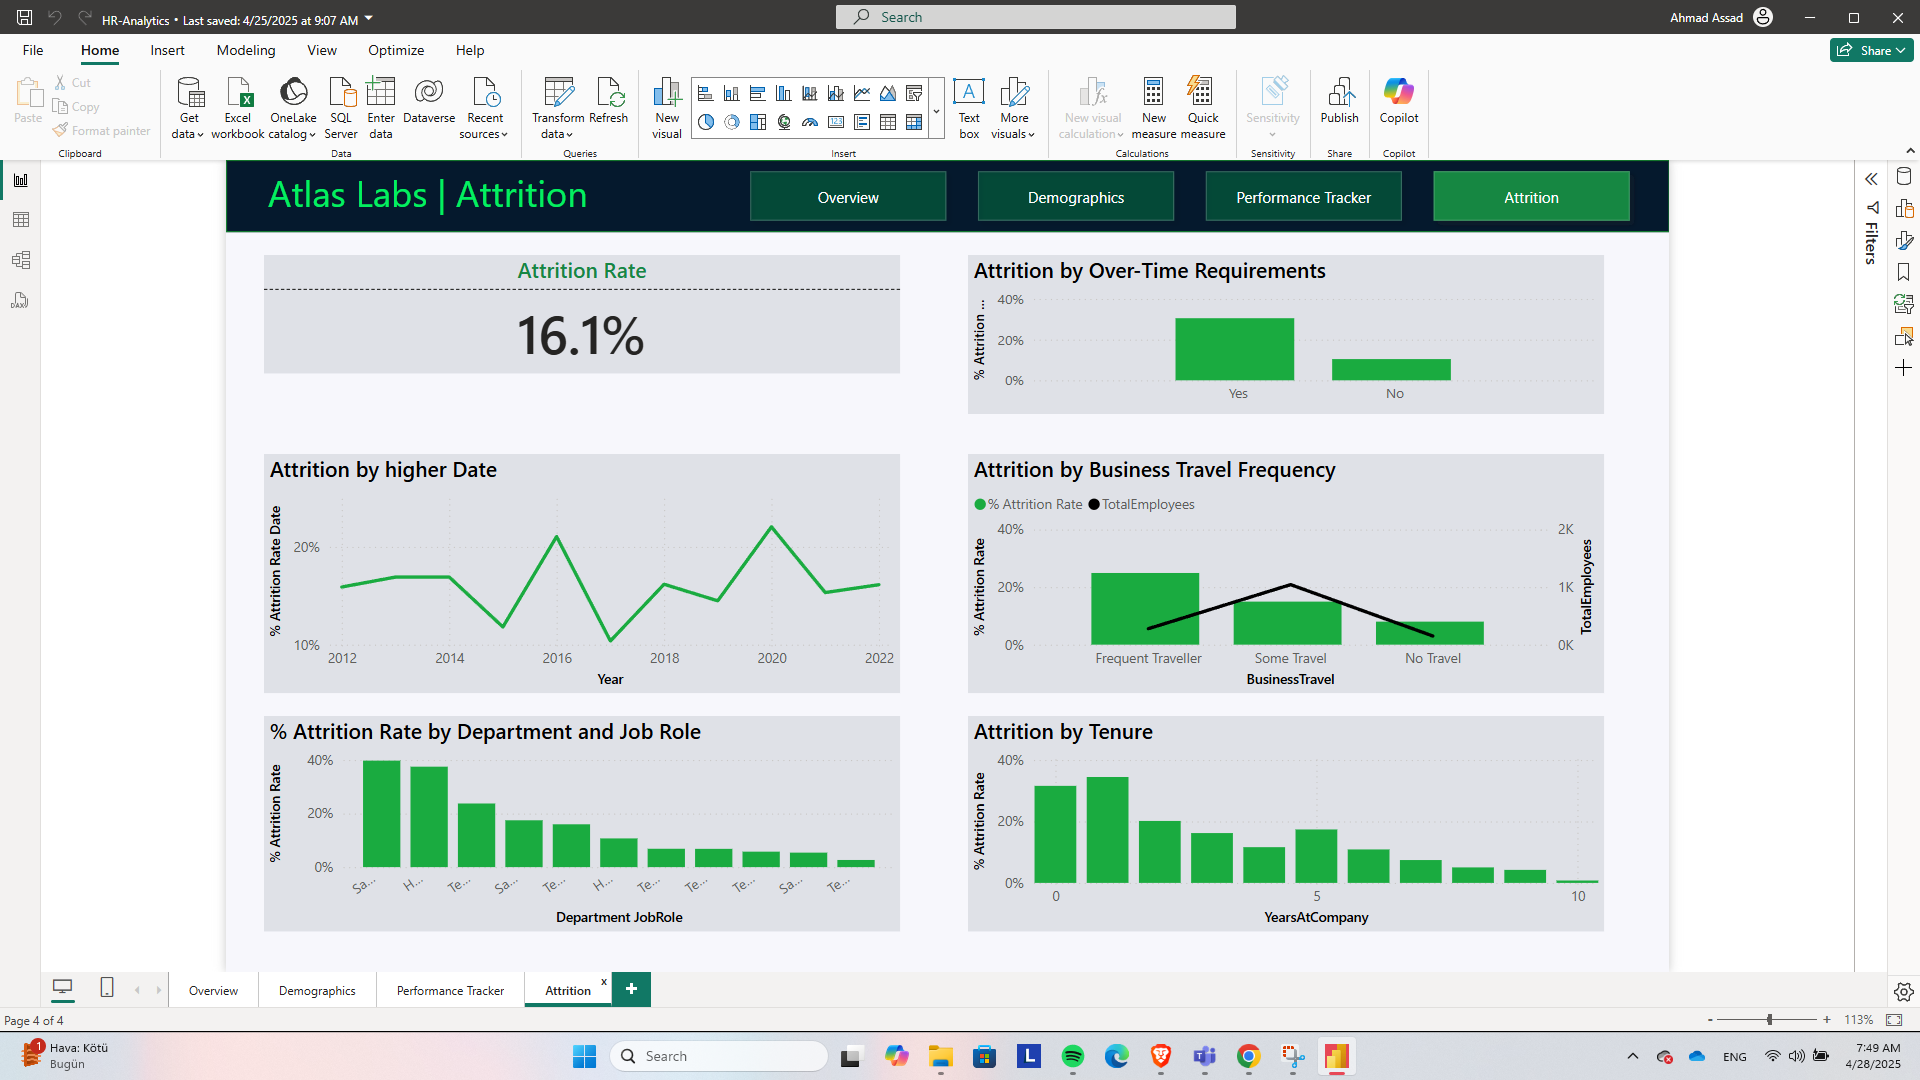 HR-Analytics • Last saved: 4/25/2025 at 9:07 AM
Search
Ahmad Assad
File Home Insert Modeling View Optimize Help
Share
Paste
Cut
Copy
Format painter
Clipboard
Get data
Excel workbook
OneLake catalog
SQL Server
Enter data
Dataverse
Recent sources
Data
Transform data
Refresh
Queries
New visual
Text box
More visuals
Insert
New visual calculation
New measure
Quick measure
Calculations
Sensitivity
Sensitivity
Publish
Share
Copilot
Copilot
Atlas Labs | Attrition
Overview
Demographics
Performance Tracker
Attrition
Filters
DAX
Attrition Rate
16.1%
Attrition by Over-Time Requirements
% Attrition ...
40%
20%
0%
Yes No
Attrition by higher Date
% Attrition Rate Date
20%
10%
2012 2014 2016 2018 2020 2022
Year
Attrition by Business Travel Frequency
% Attrition Rate TotalEmployees
% Attrition Rate
40%
20%
0%
2K
1K
0K
TotalEmployees
Frequent Traveller Some Travel No Travel
BusinessTravel
% Attrition Rate by Department and Job Role
% Attrition Rate
40%
20%
0%
Sa... H... Te... Sa... Te... H... Te... Te... Te... Sa... Te...
Department JobRole
Attrition by Tenure
% Attrition Rate
40%
20%
0%
0 5 10
YearsAtCompany
Overview
Demographics
Performance Tracker
Attrition
x
+
Page 4 of 4
- + 113%
1
Hava: Kötü
Bugün
Search
L
ENG
7:49 AM
4/28/2025